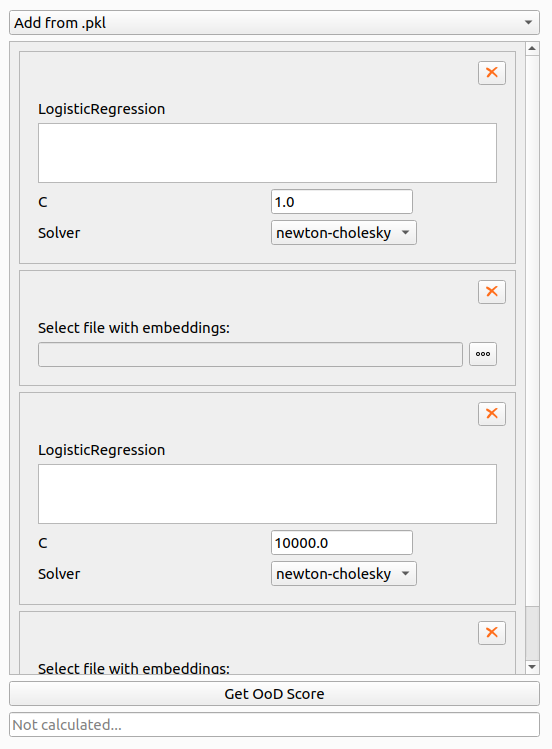 Add from .pkl
LogisticRegression
C 1.0
Solver newton-cholesky
Select file with embeddings:
LogisticRegression
C 10000.0
Solver newton-cholesky
Select file with embeddings:
Get OoD Score
Not calculated...